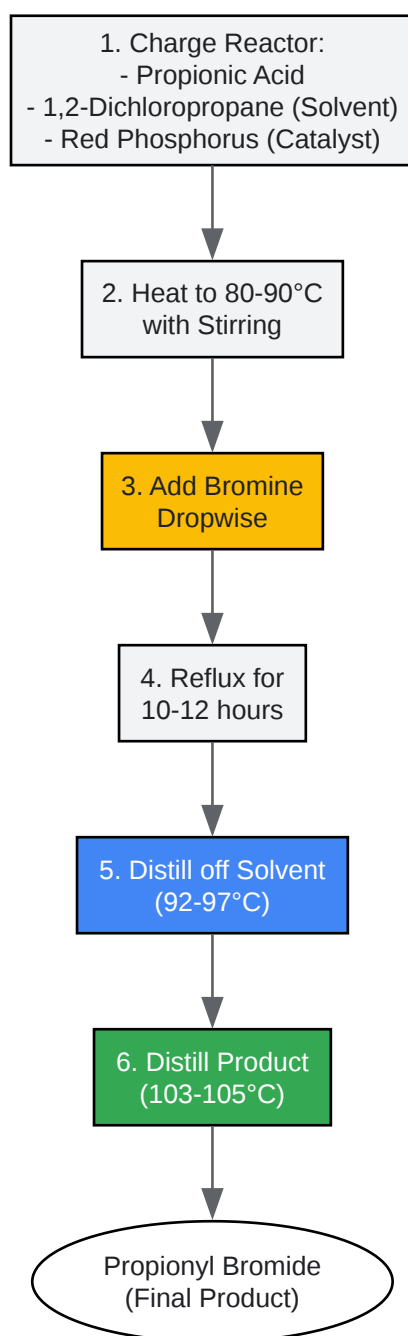 1. Charge Reactor:
- Propionic Acid
- 1,2-Dichloropropane (Solvent)
- Red Phosphorus (Catalyst)
2. Heat to 80-90°C
with Stirring
3. Add Bromine
Dropwise
4. Reflux for
10-12 hours
5. Distill off Solvent
(92-97°C)
6. Distill Product
(103-105°C)
Propionyl Bromide
(Final Product)